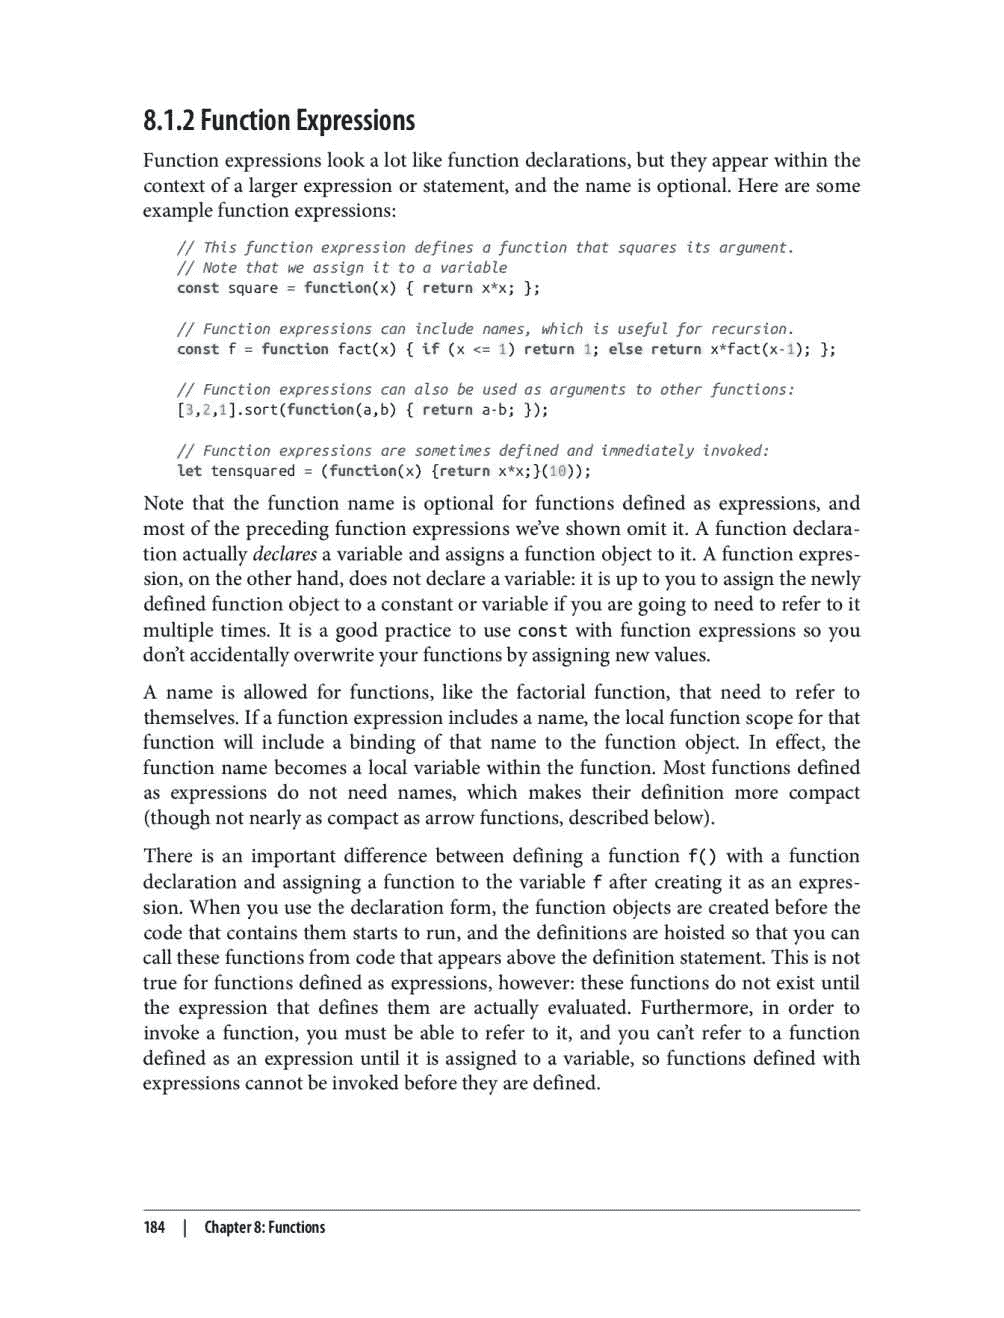 8.1.2 Function Expressions
Function expressions look a lot like function declarations, but they appear within the
context of a larger expression or statement, and the name is optional. Here are some
example function expressions:
// This function expression defines a function that squares its argument.
// Note that we assign it to a variable
const square = function(x) { return x*x; };
// Function expressions can include names, which is useful for recursion.
const f = function fact(x) { if (x <= 1) return 1; else return x*fact(x-1); };
// Function expressions can also be used as arguments to other functions:
[3,2,1].sort(function(a,b) { return a-b; });
// Function expressions are sometimes defined and immediately invoked:
let tensquared = (function(x) {return x*x;}(10));
Note that the function name is optional for functions defined as expressions, and
most of the preceding function expressions we’ve shown omit it. A function declara-
tion actually declares a variable and assigns a function object to it. A function expres-
sion, on the other hand, does not declare a variable: it is up to you to assign the newly
defined function object to a constant or variable if you are going to need to refer to it
multiple times. It is a good practice to use const with function expressions so you
don’t accidentally overwrite your functions by assigning new values.
A name is allowed for functions, like the factorial function, that need to refer to
themselves. If a function expression includes a name, the local function scope for that
function will include a binding of that name to the function object. In effect, the
function name becomes a local variable within the function. Most functions defined
as expressions do not need names, which makes their definition more compact
(though not nearly as compact as arrow functions, described below).
There is an important difference between defining a function f() with a function
declaration and assigning a function to the variable f after creating it as an expres-
sion. When you use the declaration form, the function objects are created before the
code that contains them starts to run, and the definitions are hoisted so that you can
call these functions from code that appears above the definition statement. This is not
true for functions defined as expressions, however: these functions do not exist until
the expression that defines them are actually evaluated. Furthermore, in order to
invoke a function, you must be able to refer to it, and you can’t refer to a function
defined as an expression until it is assigned to a variable, so functions defined with
expressions cannot be invoked before they are defined.
184 | Chapter 8: Functions